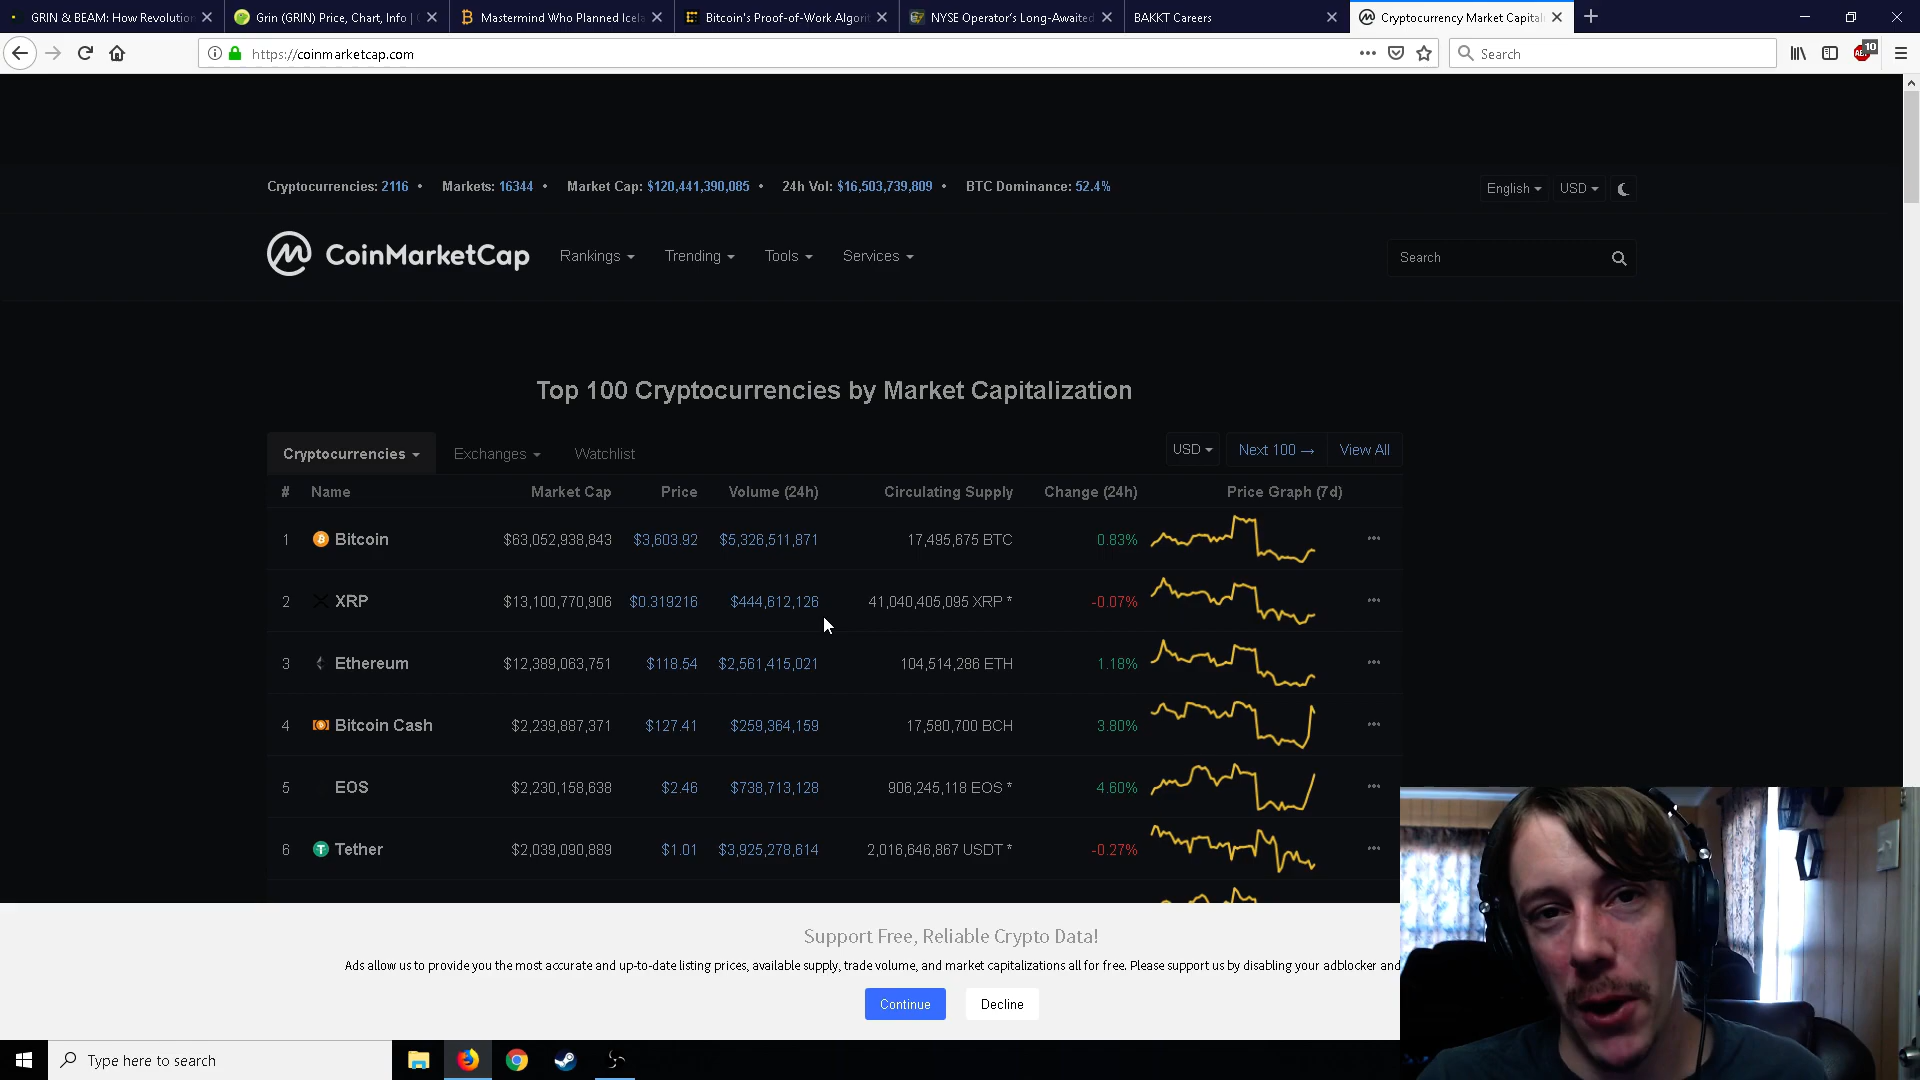 GRIN & BEAM: How Revolution
Grin (GRIN) Price, Chart, Info |
Mastermind Who Planned Icela
Bitcoin's Proof-of-Work Algorit
NYSE Operator's Long-Awaited
BAKKT Careers
Cryptocurrency Market Capital
https://coinmarketcap.com
Search
10
Cryptocurrencies: 2116 • Markets: 16344 • Market Cap: $120,441,390,085 • 24h Vol: $16,503,739,809 • BTC Dominance: 52.4%
English USD
CoinMarketCap Rankings Trending Tools Services
Search
Top 100 Cryptocurrencies by Market Capitalization
Cryptocurrencies Exchanges Watchlist USD Next 100 → View All
# Name Market Cap Price Volume (24h) Circulating Supply Change (24h) Price Graph (7d)
1 Bitcoin $63,052,938,843 $3,603.92 $5,326,511,871 17,495,675 BTC 0.83%
2 XRP $13,100,770,906 $0.319216 $444,612,126 41,040,405,095 XRP * -0.07%
3 Ethereum $12,389,063,751 $118.54 $2,561,415,021 104,514,286 ETH 1.18%
4 Bitcoin Cash $2,239,887,371 $127.41 $259,364,159 17,580,700 BCH 3.80%
5 EOS $2,230,158,638 $2.46 $738,713,128 906,245,118 EOS * 4.60%
6 Tether $2,039,090,889 $1.01 $3,925,278,614 2,016,646,867 USDT * -0.27%
Support Free, Reliable Crypto Data!
Ads allow us to provide you the most accurate and up-to-date listing prices, available supply, trade volume, and market capitalizations all for free. Please support us by disabling your adblocker and
Continue Decline
Type here to search